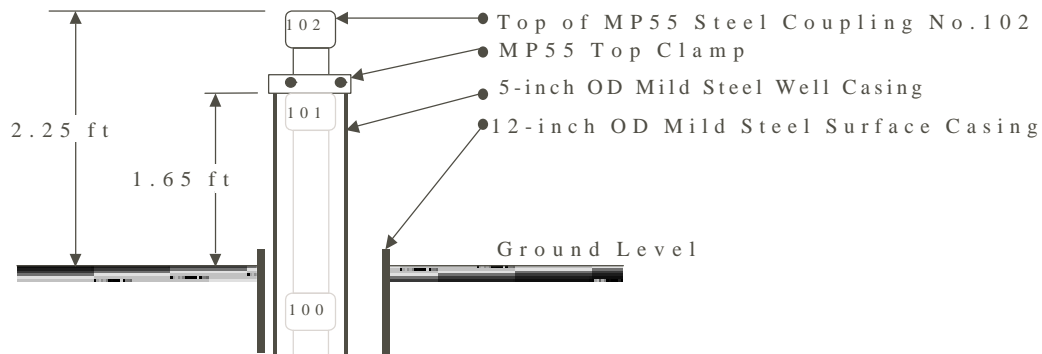 102
Top of MP55 Steel Coupling No.102
MP55 Top Clamp
5-inch OD Mild Steel Well Casing
101
2.25 ft
12-inch OD Mild Steel Surface Casing
1.65 ft
Ground Level
100